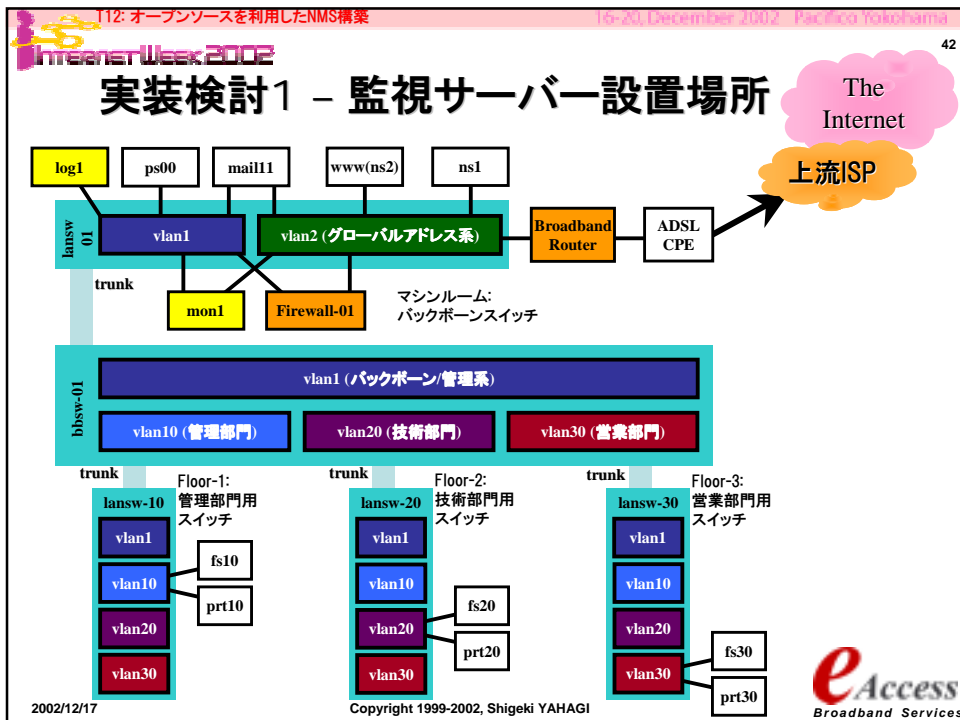 T12: オープンソースを利用したNMS構築
16-20, December 2002 Pacifico Yokohama
InternetWeek 2002
42
実装検討1 – 監視サーバー設置場所
The
Internet
上流ISP
log1
ps00
mail11
www(ns2)
ns1
lansw
01
vlan1
vlan2 (グローバルアドレス系)
Broadband
Router
ADSL
CPE
trunk
mon1
Firewall-01
マシンルーム:
バックボーンスイッチ
bbsw-01
vlan1 (バックボーン/管理系)
vlan10 (管理部門)
vlan20 (技術部門)
vlan30 (営業部門)
trunk
Floor-1:
管理部門用
スイッチ
lansw-10
vlan1
vlan10
vlan20
vlan30
fs10
prt10
trunk
Floor-2:
技術部門用
スイッチ
lansw-20
vlan1
vlan10
vlan20
vlan30
fs20
prt20
trunk
Floor-3:
営業部門用
スイッチ
lansw-30
vlan1
vlan10
vlan20
vlan30
fs30
prt30
2002/12/17
Copyright 1999-2002, Shigeki YAHAGI
eAccess
Broadband Services